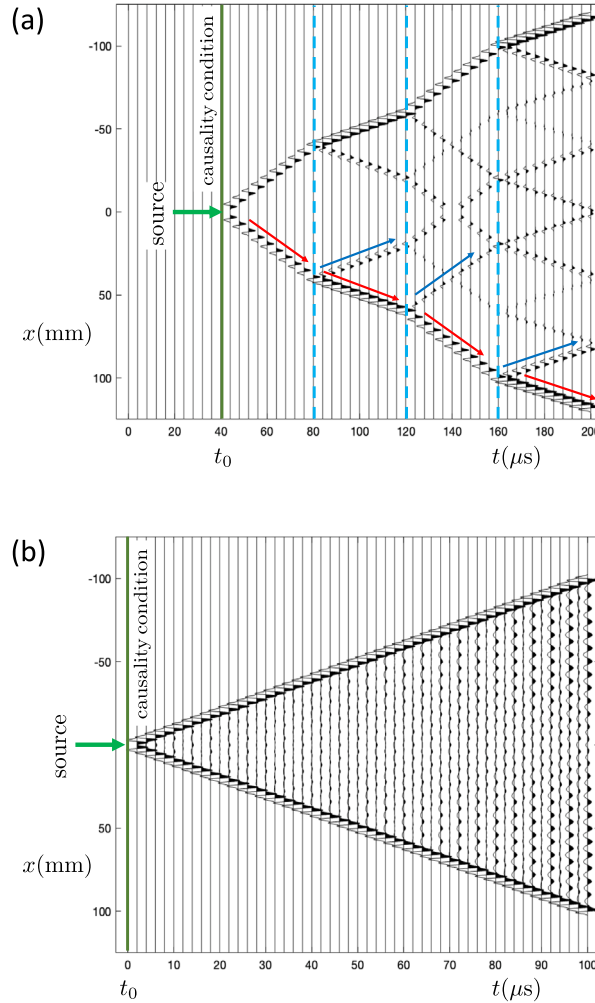 (a)
causality condition
source
-100
-50
0
50
100
x(mm)
0 20 40 60 80 100 120 140 160 180 200
t₀ t(μs)
(b)
causality condition
source
-100
-50
0
50
100
x(mm)
0 10 20 30 40 50 60 70 80 90 100
t₀ t(μs)